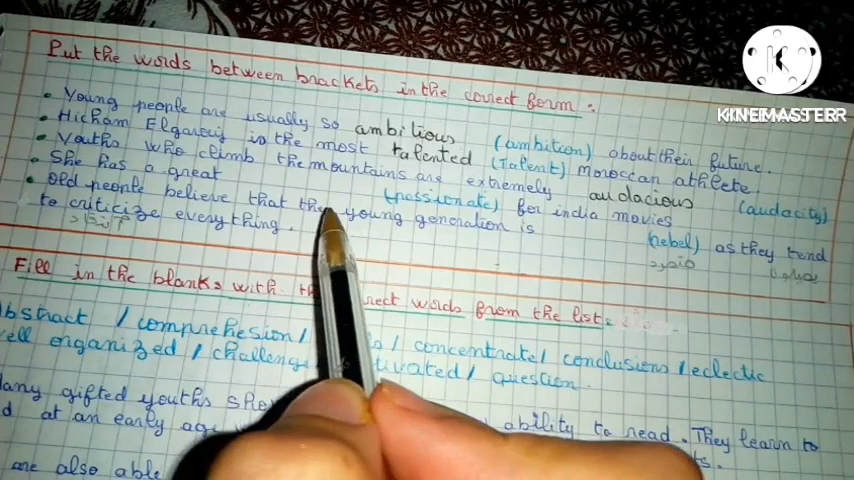 Put the words between brackets in the correct form :
• Young people are usually so ambitious (ambition) about their future.
• Hicham Elgarouj is the most talented (Talent) moroccan athlete.
• Youths who climb the mountains are extremely audacious (audacity)
• She has a great (passionate) for india movies
• Old people believe that the young generation is (rebel) as they tend
to criticize everything.
Fill in the blanks with the correct words from the list:
abstract / comprehesion / / concentrate / conclusions / eclectic
well organized / challenge / question.
Many gifted youths ability to read. They learn to
at an early age
are also able
K
KINEMASTER